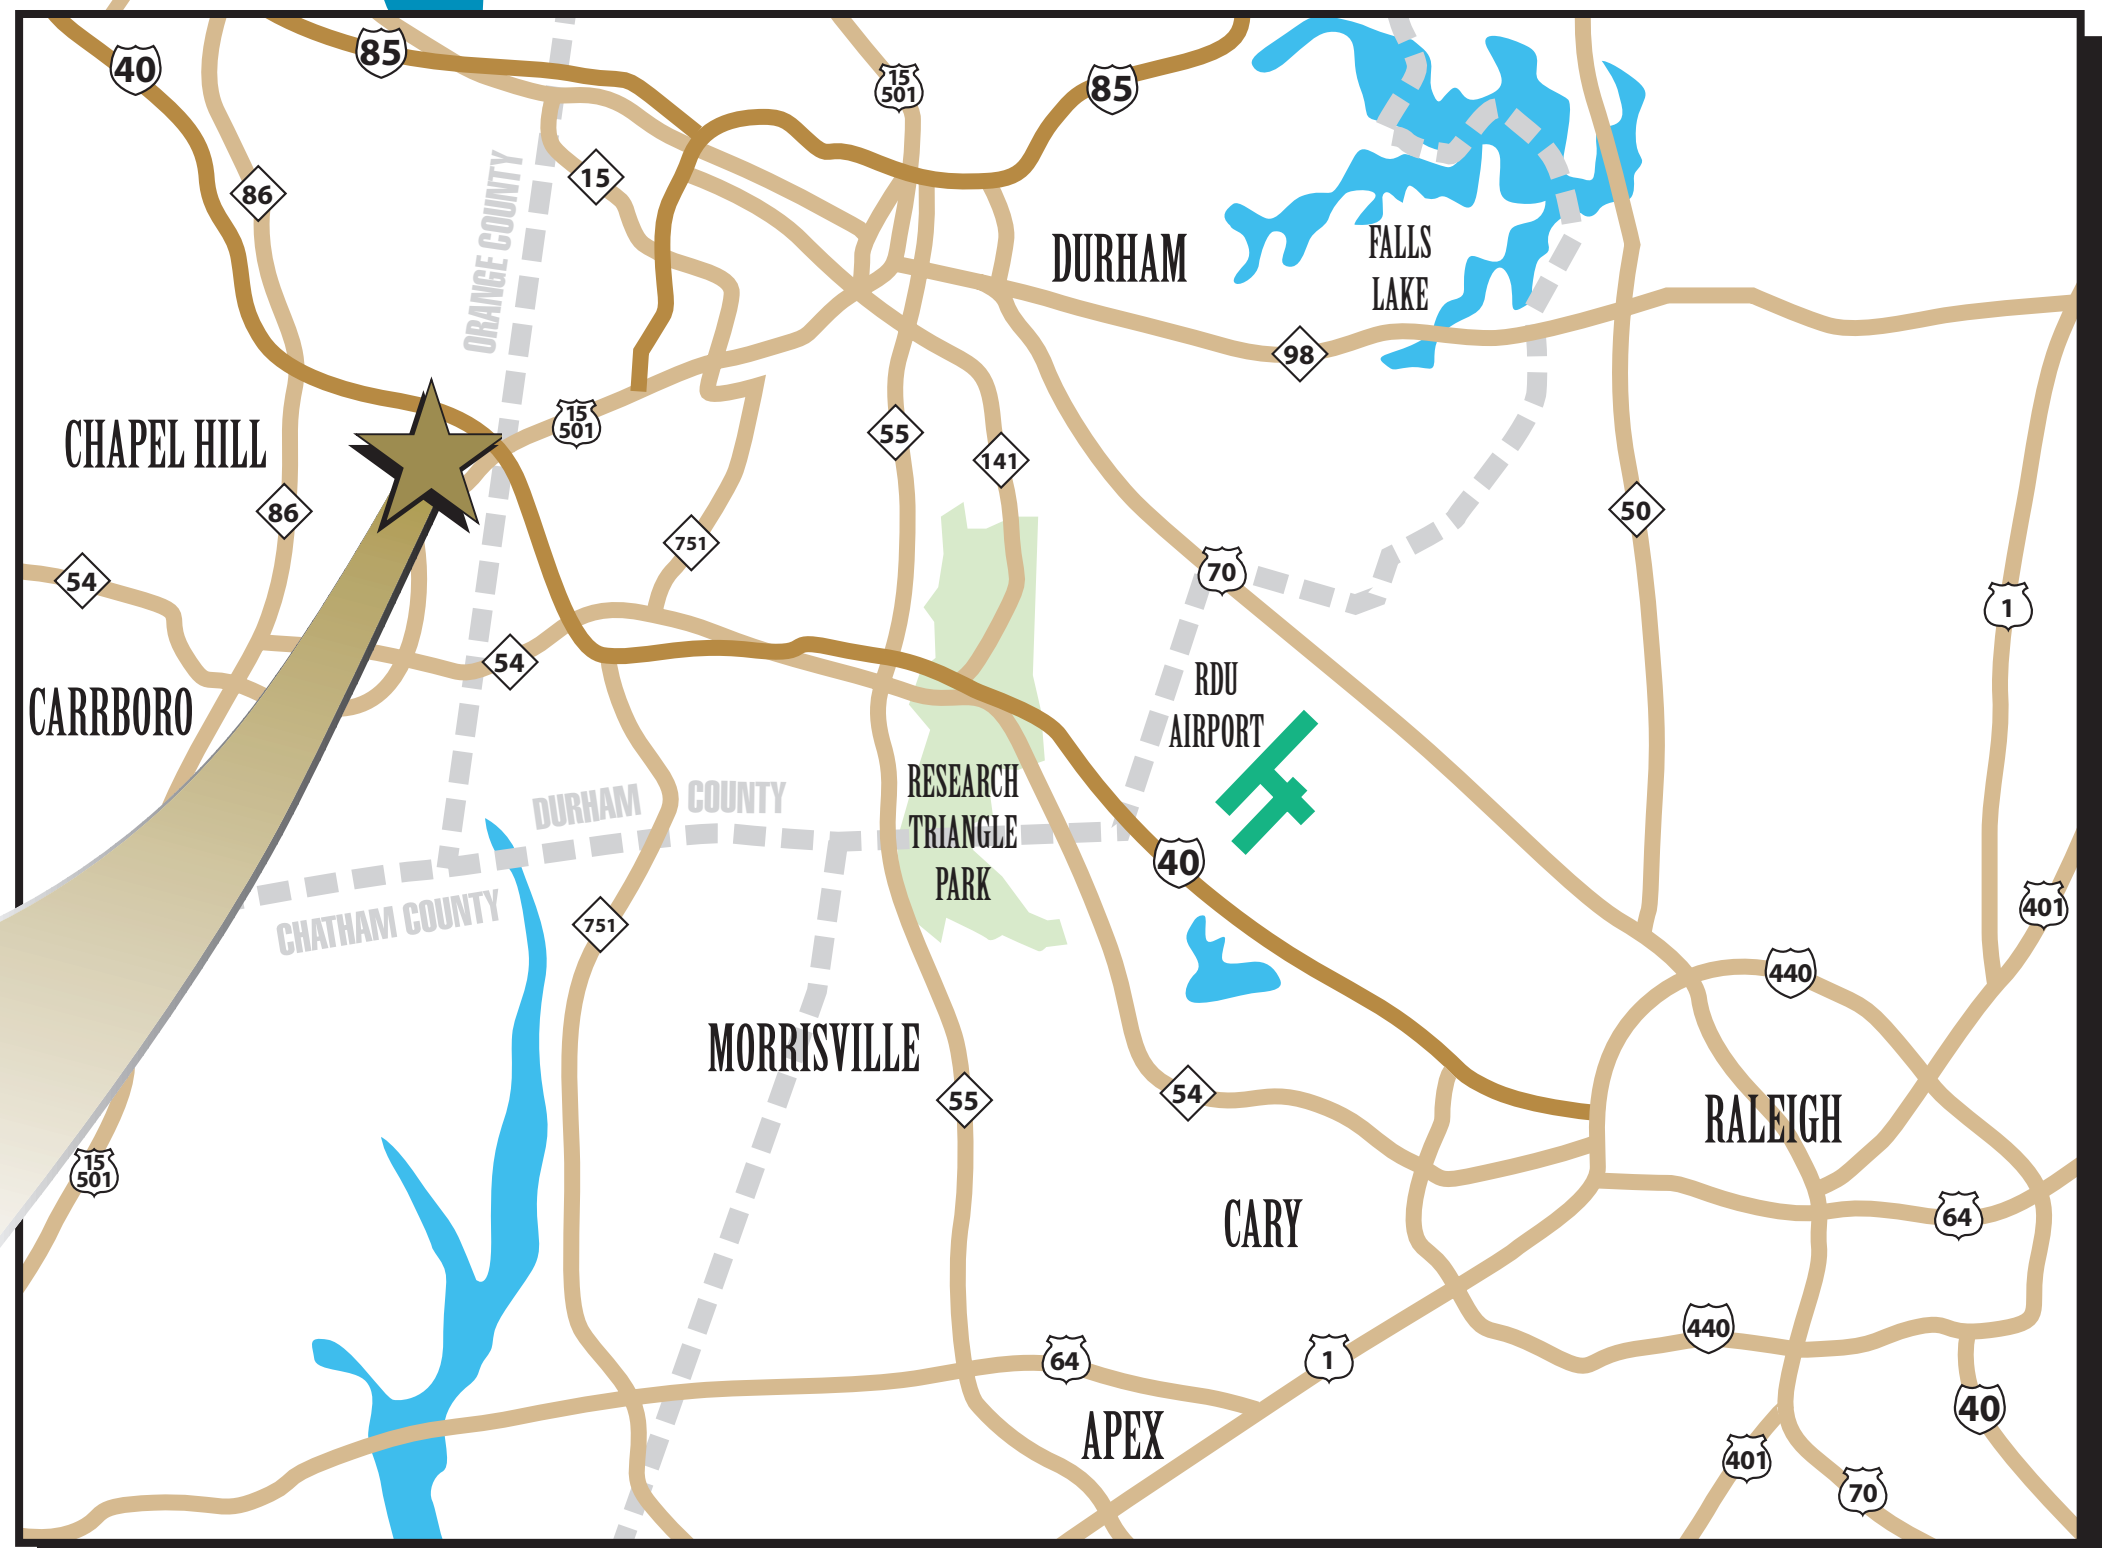 40
85
15
501
85
86
15
ORANGE COUNTY
DURHAM
FALLS
LAKE
98
CHAPEL HILL
15
501
55
141
86
751
50
54
70
1
54
CARRBORO
RDU
AIRPORT
DURHAM COUNTY
RESEARCH
TRIANGLE
PARK
40
CHATHAM COUNTY
751
401
440
MORRISVILLE
55
54
RALEIGH
15
501
CARY
64
440
64
1
APEX
40
401
70